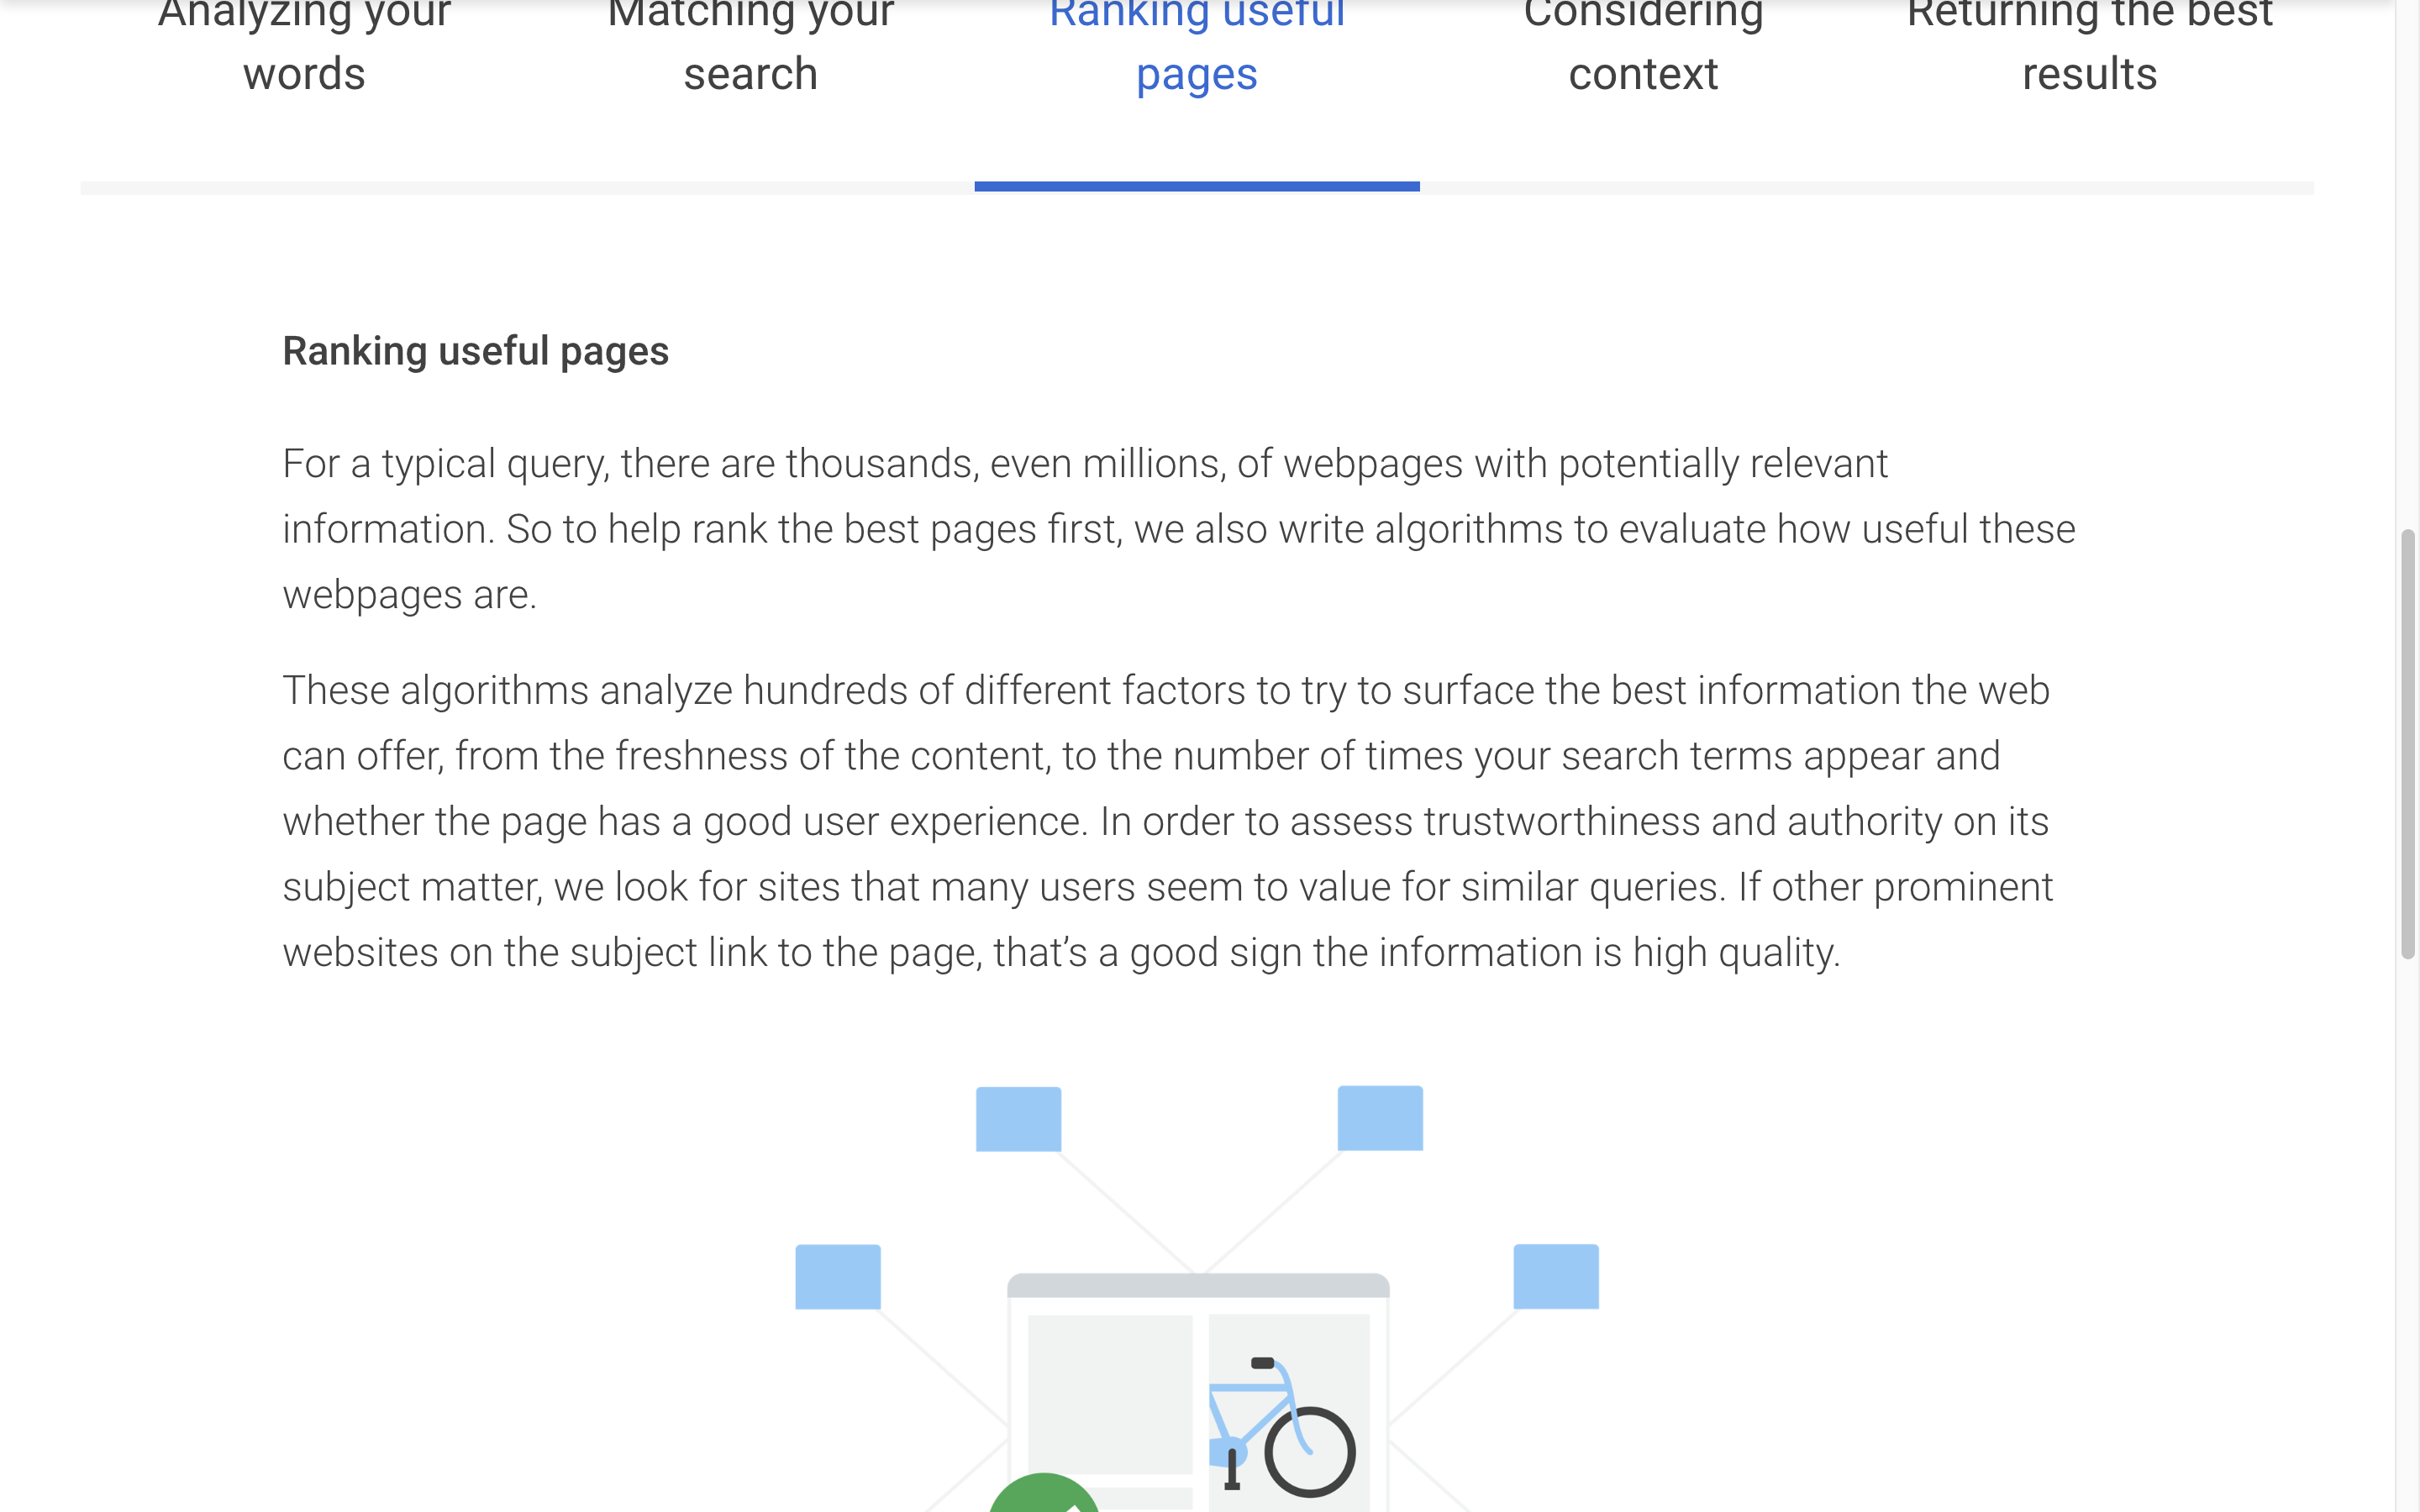 Analyzing your
words
Matching your
search
Ranking useful
pages
Considering
context
Returning the best
results
Ranking useful pages
For a typical query, there are thousands, even millions, of webpages with potentially relevant
information. So to help rank the best pages first, we also write algorithms to evaluate how useful these
webpages are.
These algorithms analyze hundreds of different factors to try to surface the best information the web
can offer, from the freshness of the content, to the number of times your search terms appear and
whether the page has a good user experience. In order to assess trustworthiness and authority on its
subject matter, we look for sites that many users seem to value for similar queries. If other prominent
websites on the subject link to the page, that’s a good sign the information is high quality.